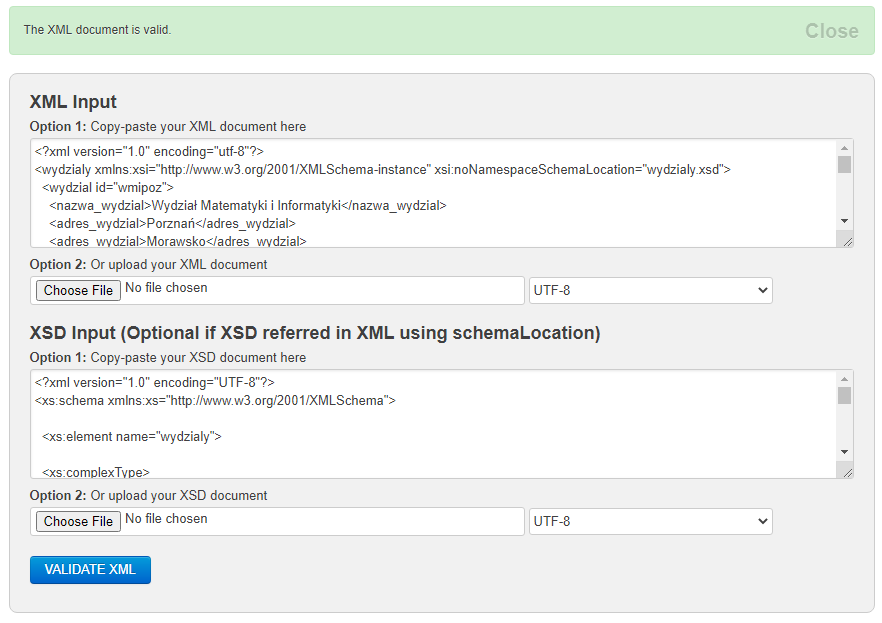 The XML document is valid.
Close
XML Input
Option 1: Copy-paste your XML document here
<?xml version="1.0" encoding="utf-8"?>
<wydzialy xmlns:xsi="http://www.w3.org/2001/XMLSchema-instance" xsi:noNamespaceSchemaLocation="wydzialy.xsd">
<wydzial id="wmipoz">
<nazwa_wydzial>Wydział Matematyki i Informatyki</nazwa_wydzial>
<adres_wydzial>Porznań</adres_wydzial>
<adres_wydzial>Morawsko</adres_wydzial>
Option 2: Or upload your XML document
Choose File No file chosen
UTF-8
XSD Input (Optional if XSD referred in XML using schemaLocation)
Option 1: Copy-paste your XSD document here
<?xml version="1.0" encoding="UTF-8"?>
<xs:schema xmlns:xs="http://www.w3.org/2001/XMLSchema">
<xs:element name="wydzialy">
<xs:complexType>
Option 2: Or upload your XSD document
Choose File No file chosen
UTF-8
VALIDATE XML